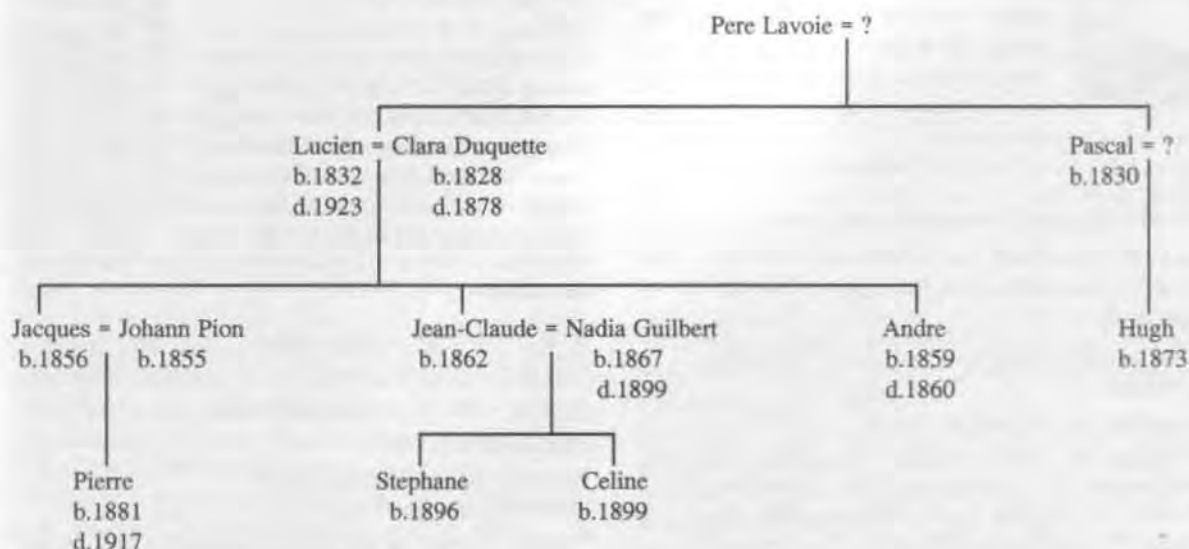 Pere Lavoie = ?
Lucien = Clara Duquette
b.1832 b.1828
d.1923 d.1878
Pascal = ?
b.1830
Jacques = Johann Pion
b.1856 b.1855
Jean-Claude = Nadia Guilbert
b.1862 b.1867
d.1899
Andre
b.1859
d.1860
Hugh
b.1873
Pierre
b.1881
d.1917
Stephane
b.1896
Celine
b.1899